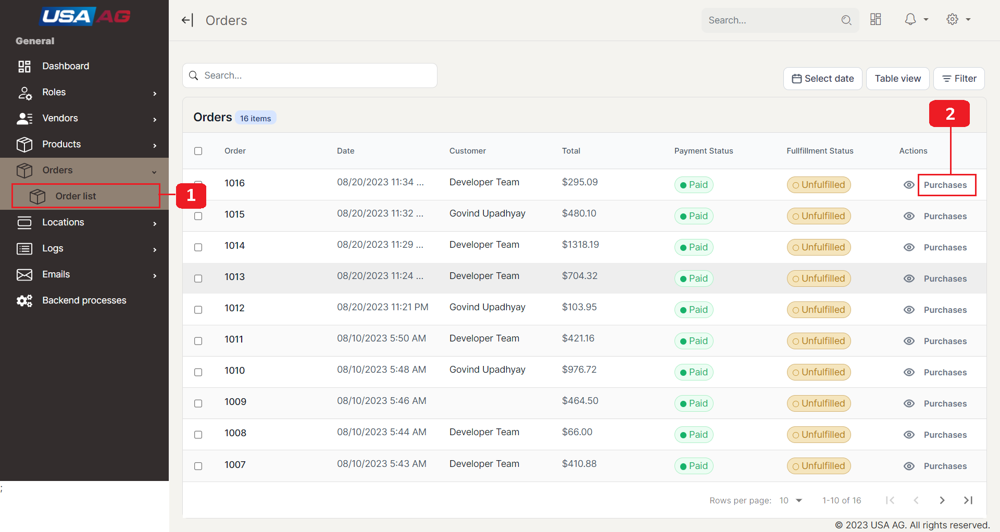 USA AG
General
Dashboard
Roles
Vendors
Products
Orders
Order list
Locations
Logs
Emails
Backend processes
;
Orders
Search...
Search...
Select date
Table view
Filter
Orders 16 items
1
2
Order Date Customer Total Payment Status Fullfillment Status Actions
1016 08/20/2023 11:34 ... Developer Team $295.09 Paid Unfulfilled Purchases
1015 08/20/2023 11:32 ... Govind Upadhyay $480.10 Paid Unfulfilled Purchases
1014 08/20/2023 11:29 ... Developer Team $1318.19 Paid Unfulfilled Purchases
1013 08/20/2023 11:24 ... Developer Team $704.32 Paid Unfulfilled Purchases
1012 08/20/2023 11:21 PM Govind Upadhyay $103.95 Paid Unfulfilled Purchases
1011 08/10/2023 5:50 AM Developer Team $421.16 Paid Unfulfilled Purchases
1010 08/10/2023 5:48 AM Govind Upadhyay $976.72 Paid Unfulfilled Purchases
1009 08/10/2023 5:46 AM $464.50 Paid Unfulfilled Purchases
1008 08/10/2023 5:44 AM Developer Team $66.00 Paid Unfulfilled Purchases
1007 08/10/2023 5:43 AM Developer Team $410.88 Paid Unfulfilled Purchases
Rows per page: 10 1-10 of 16
© 2023 USA AG. All rights reserved.